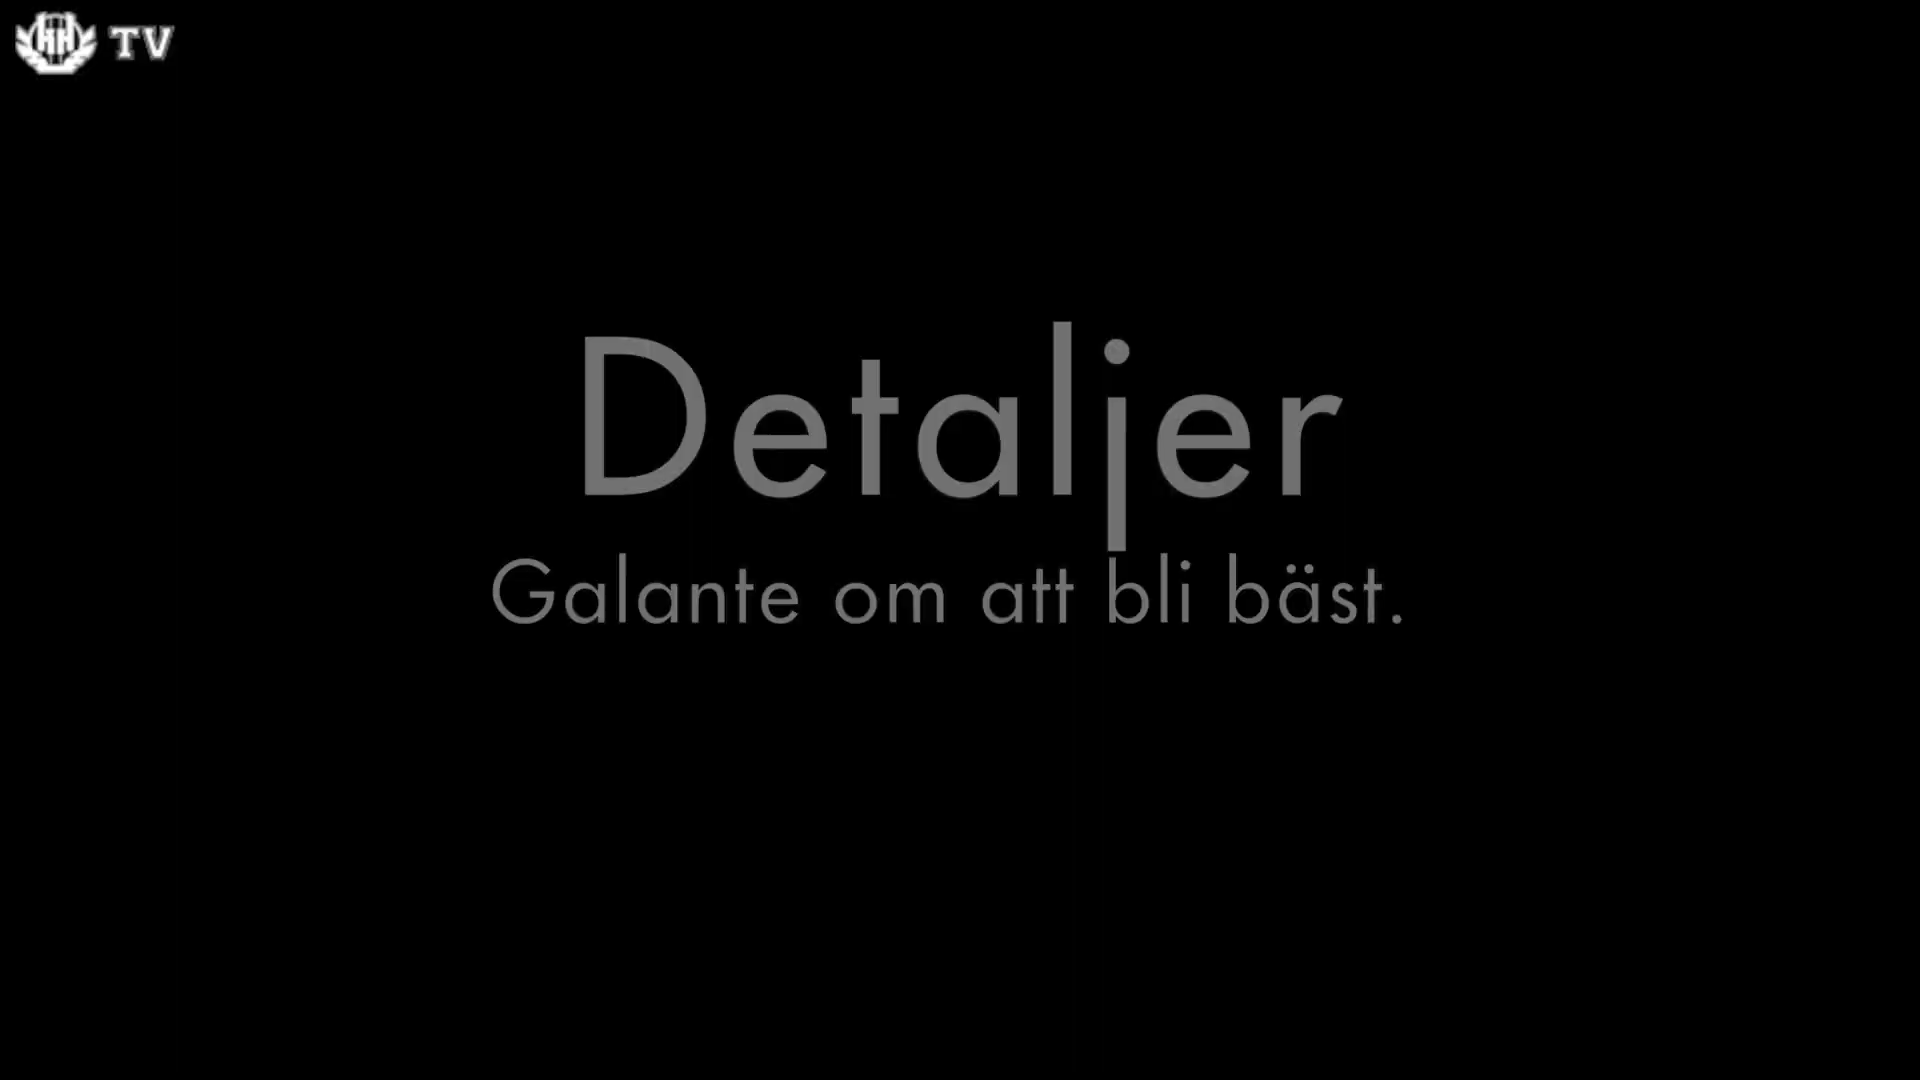 TV
Detaljer
Galante om att bli bäst.